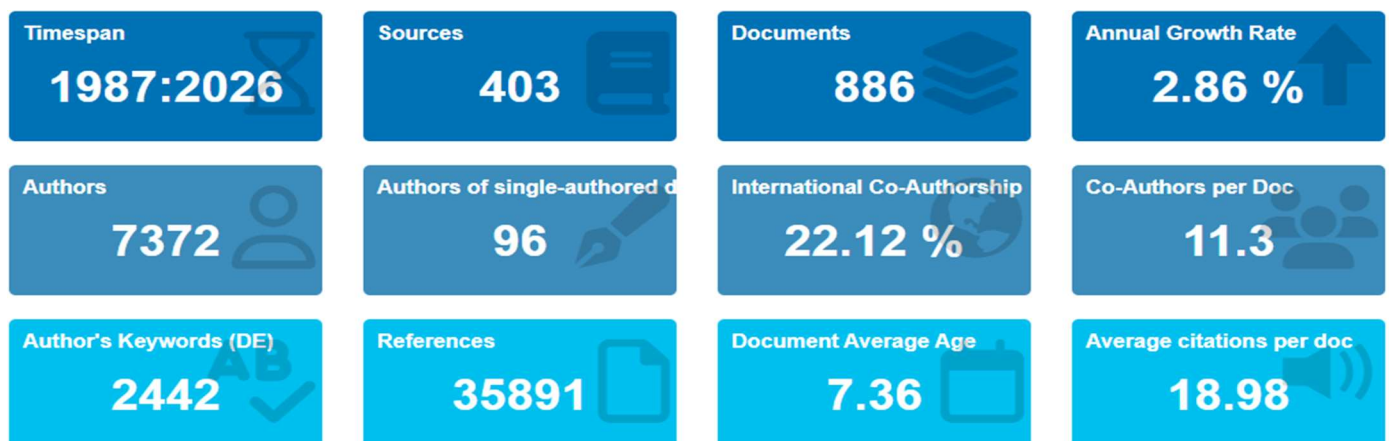 Timespan
1987:2026
Sources
403
Documents
886
Annual Growth Rate
2.86 %
Authors
7372
Authors of single-authored d
96
International Co-Authorship
22.12 %
Co-Authors per Doc
11.3
Author's Keywords (DE)
2442
References
35891
Document Average Age
7.36
Average citations per doc
18.98
AB